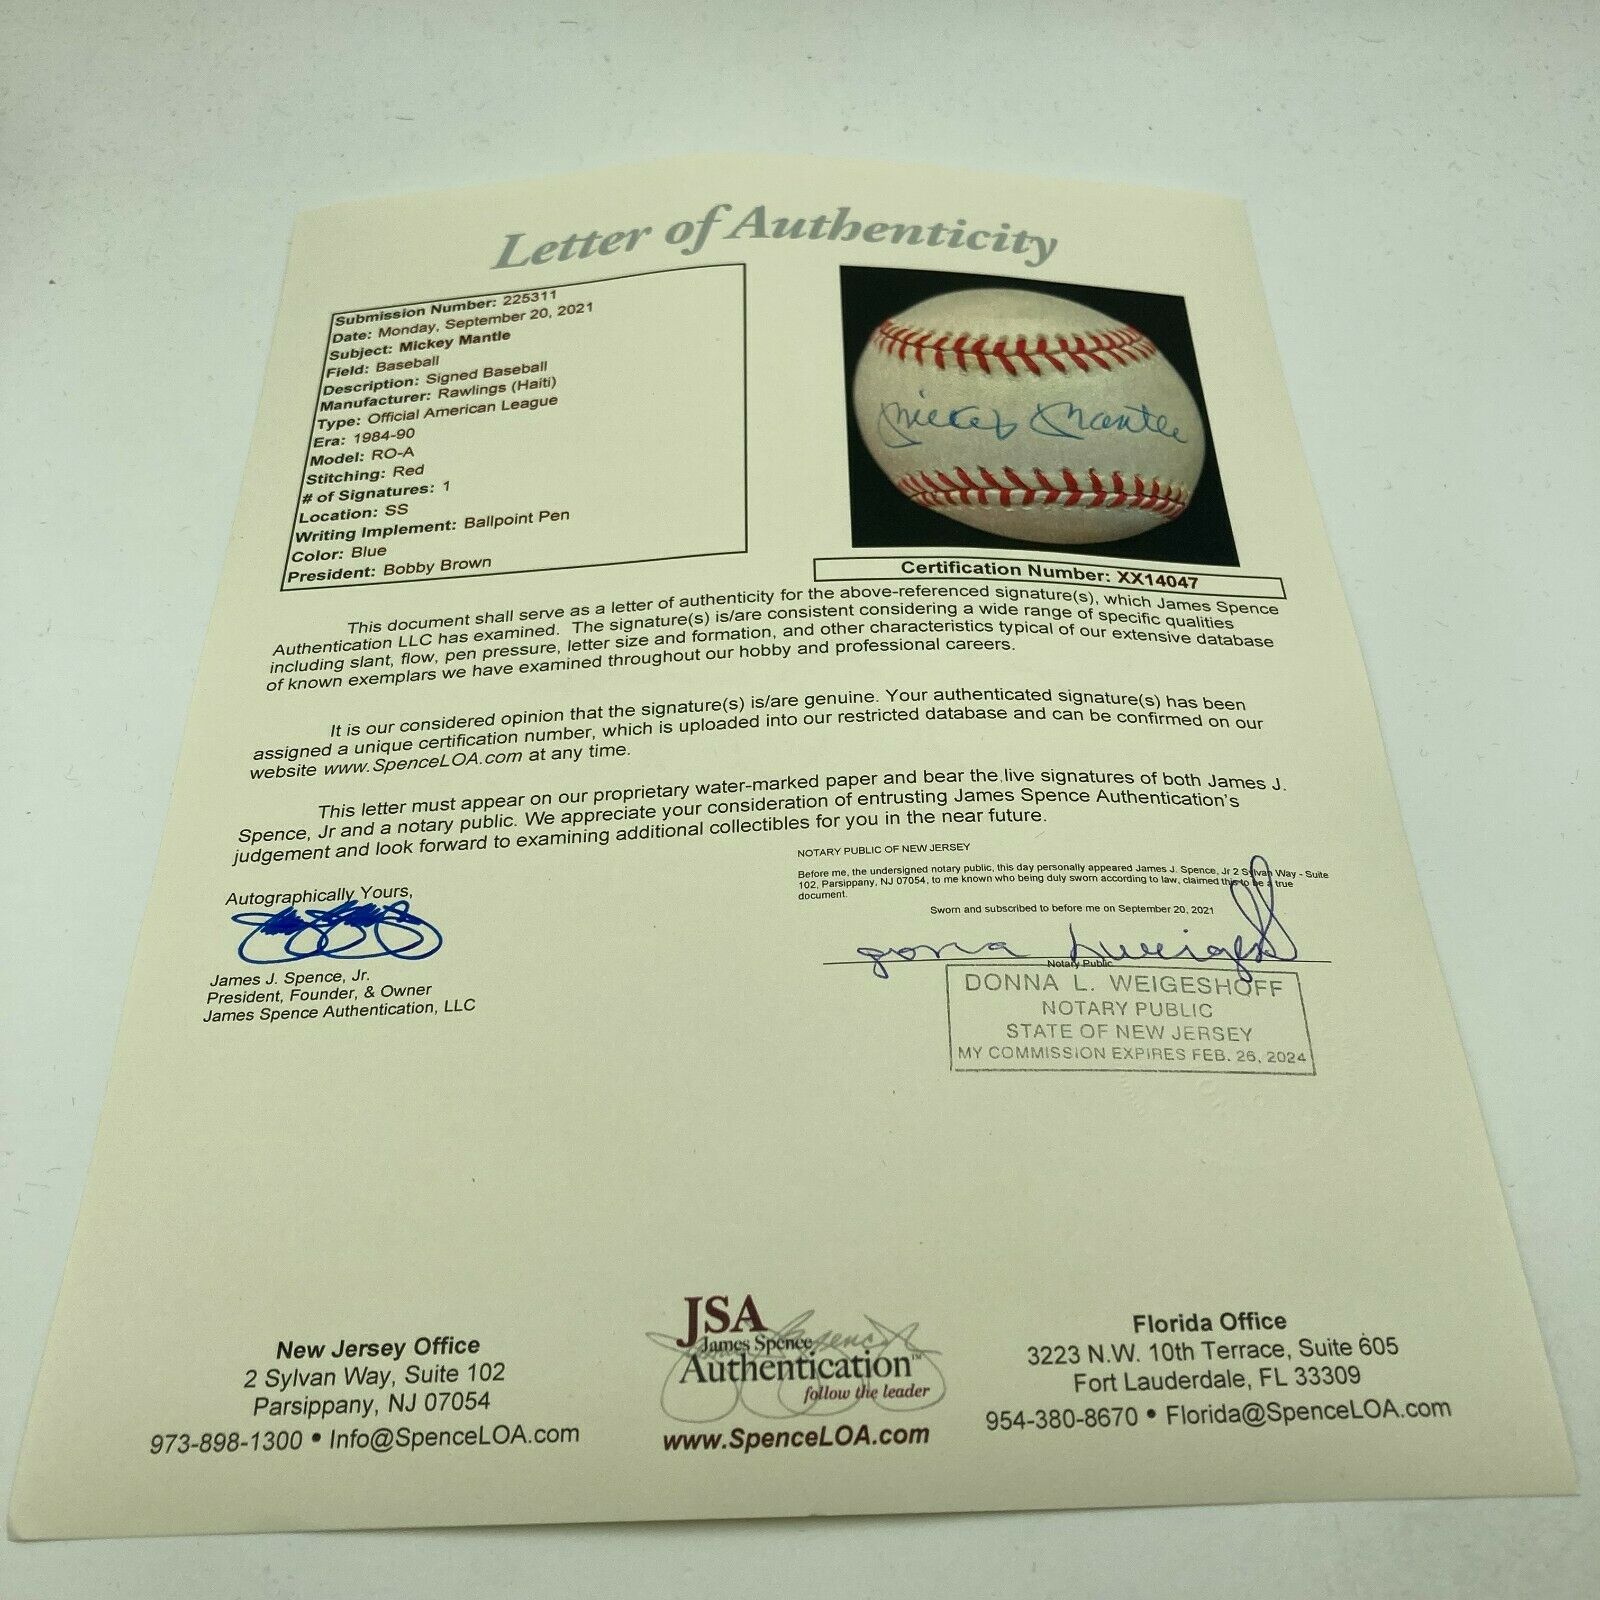 Letter of Authenticity
Submission Number: 225311
Date: Monday, September 20, 2021
Subject: Mickey Mantle
Field: Baseball
Description: Signed Baseball
Manufacturer: Rawlings (Haiti)
Type: Official American League
Era: 1984-90
Model: RO-A
Stitching: Red
# of Signatures: 1
Location: SS
Writing Implement: Ballpoint Pen
Color: Blue
President: Bobby Brown
Mickey Mantle
Certification Number: XX14047
This document shall serve as a letter of authenticity for the above-referenced signature(s), which James Spence
Authentication LLC has examined. The signature(s) is/are consistent considering a wide range of specific qualities
including slant, flow, pen pressure, letter size and formation, and other characteristics typical of our extensive database
of known exemplars we have examined throughout our hobby and professional careers.
It is our considered opinion that the signature(s) is/are genuine. Your authenticated signature(s) has been
assigned a unique certification number, which is uploaded into our restricted database and can be confirmed on our
website www.SpenceLOA.com at any time.
This letter must appear on our proprietary water-marked paper and bear the live signatures of both James J.
Spence, Jr and a notary public. We appreciate your consideration of entrusting James Spence Authentication's
judgement and look forward to examining additional collectibles for you in the near future.
NOTARY PUBLIC OF NEW JERSEY
Before me, the undersigned notary public, this day personally appeared James J. Spence, Jr 2 Sylvan Way - Suite
102, Parsippany, NJ 07054, to me known who being duly sworn according to law, claimed this to be a true
document.
Sworn and subscribed to before me on September 20, 2021
Autographically Yours,
James J. Spence, Jr.
President, Founder, & Owner
James Spence Authentication, LLC
Notary Public
DONNA L. WEIGESHOFF
NOTARY PUBLIC
STATE OF NEW JERSEY
MY COMMISSION EXPIRES FEB. 26, 2024
New Jersey Office
2 Sylvan Way, Suite 102
Parsippany, NJ 07054
973-898-1300 • Info@SpenceLOA.com
JSA
James Spence
Authentication™
follow the leader
www.SpenceLOA.com
Florida Office
3223 N.W. 10th Terrace, Suite 605
Fort Lauderdale, FL 33309
954-380-8670 • Florida@SpenceLOA.com